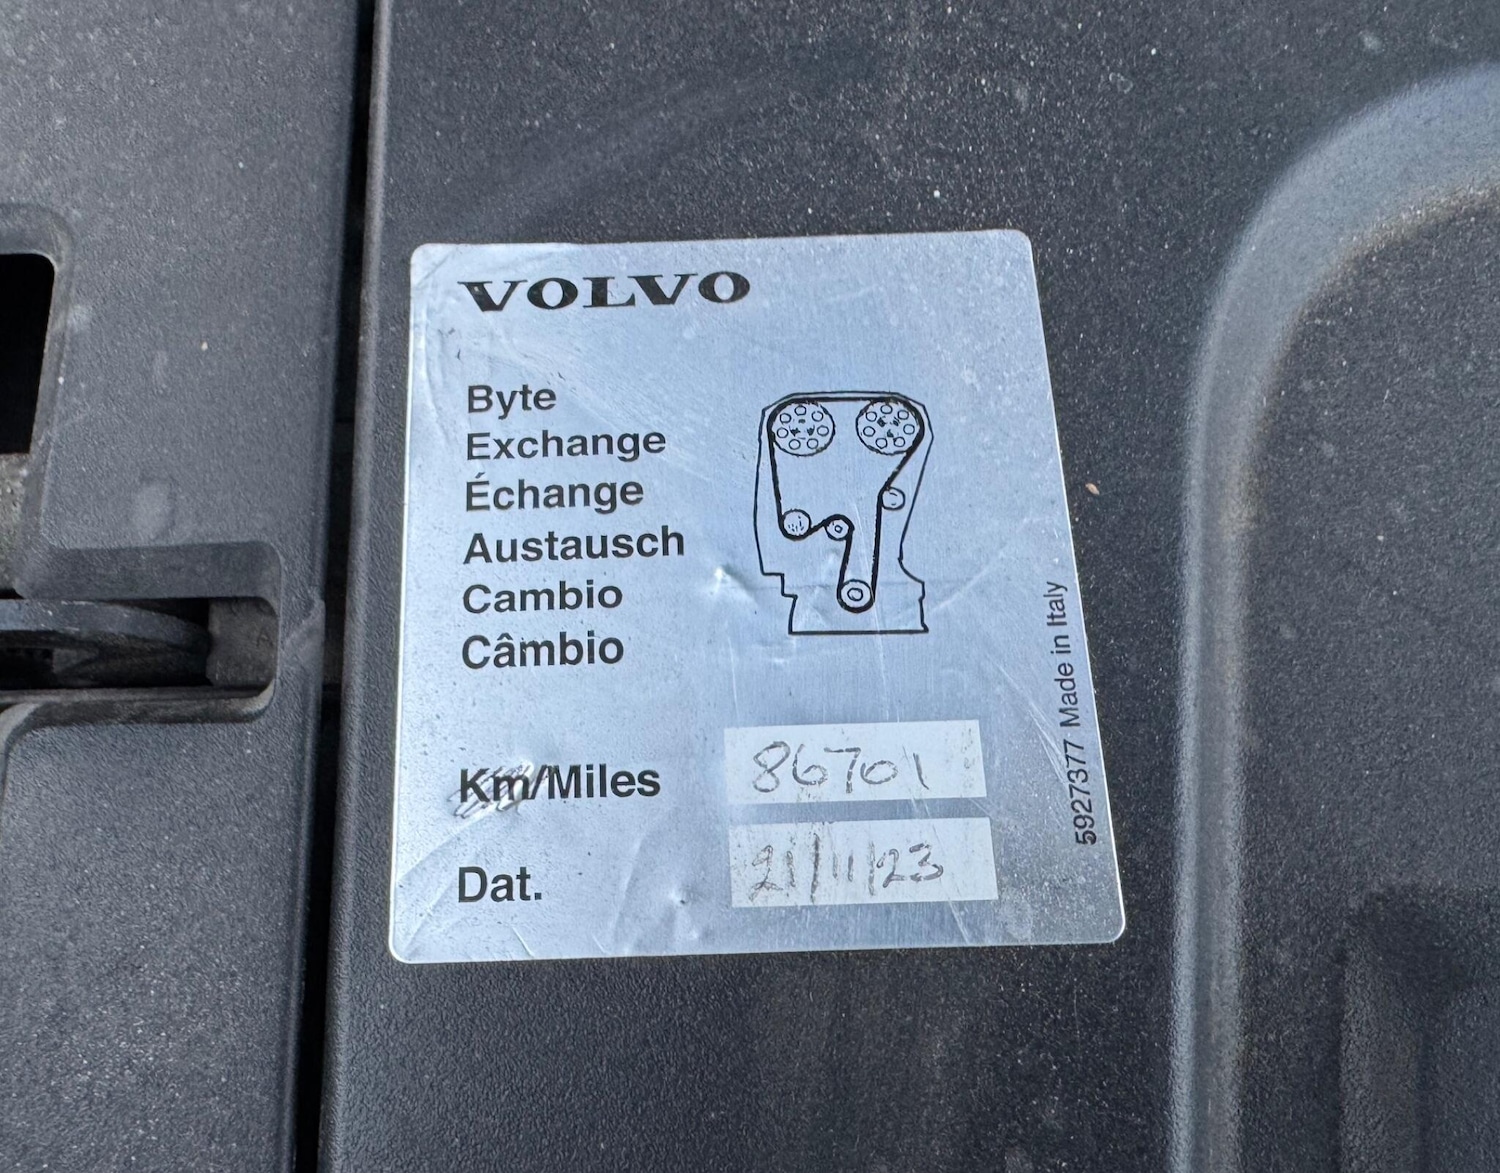 VOLVO
Byte
Exchange
Échange
Austausch
Cambio
Câmbio
Km/Miles 86701
Dat. 21/11/23
5927377 Made in Italy